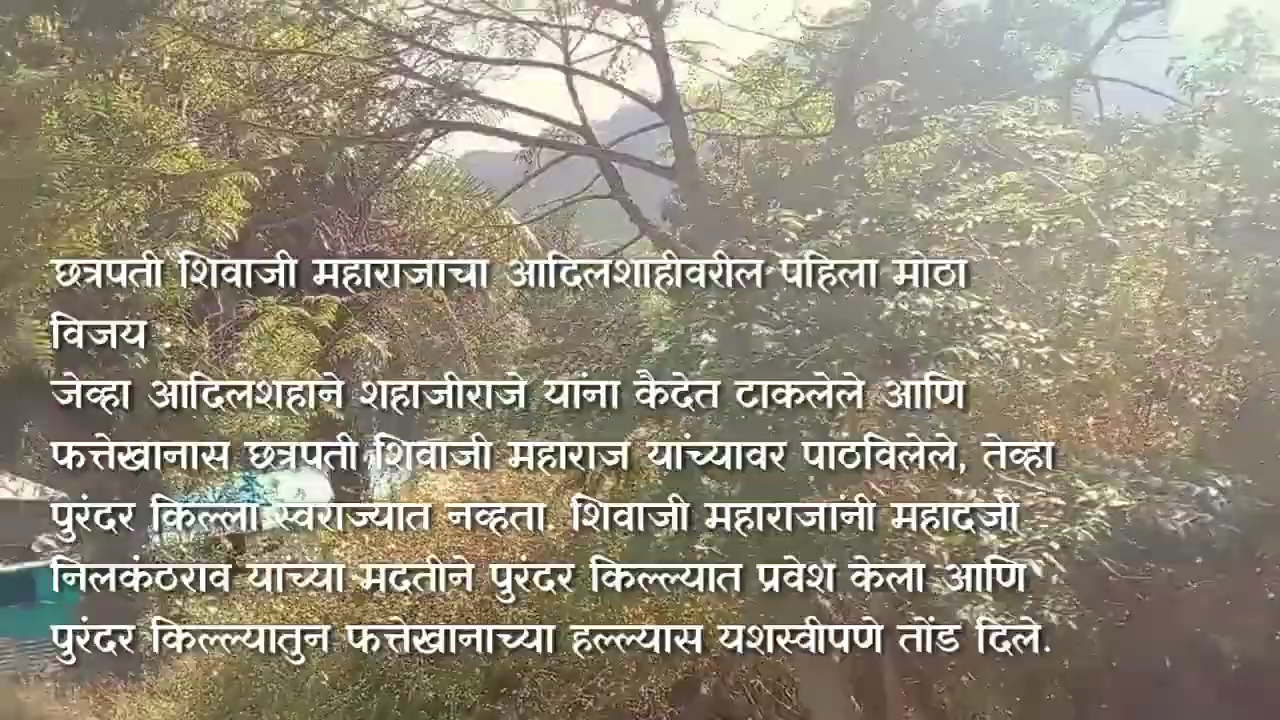 छत्रपती शिवाजी महाराजाचा आदिलशाहीवरील पहिला मोठा
विजय .
जेव्हा आदिलशहाने शहाजीराजे यांना कैदेत टाकलेले आणि
फत्तेखानास छत्रपती शिवाजी महाराज यांच्यावर पाठविलेले, तेव्हा
पुरंदर किल्ला स्वराज्यात नव्हता. शिवाजी महाराजांनी महादजी
निलकंठराव यांच्या मदतीने पुरंदर किल्ल्यात प्रवेश केला आणि
पुरंदर किल्ल्यातुन फत्तेखानाच्या हल्ल्यास यशस्वीपणे तोंड दिले.